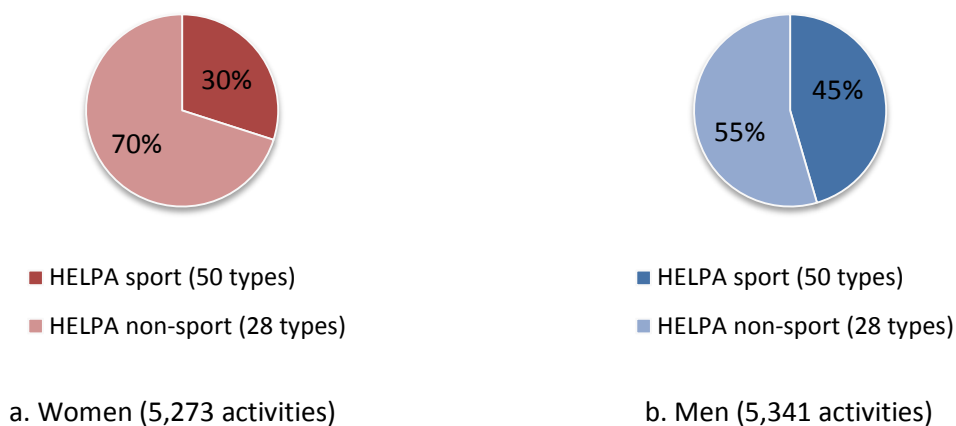 30%
70%
HELPA sport (50 types)
HELPA non-sport (28 types)
a. Women (5,273 activities)
45%
55%
HELPA sport (50 types)
HELPA non-sport (28 types)
b. Men (5,341 activities)